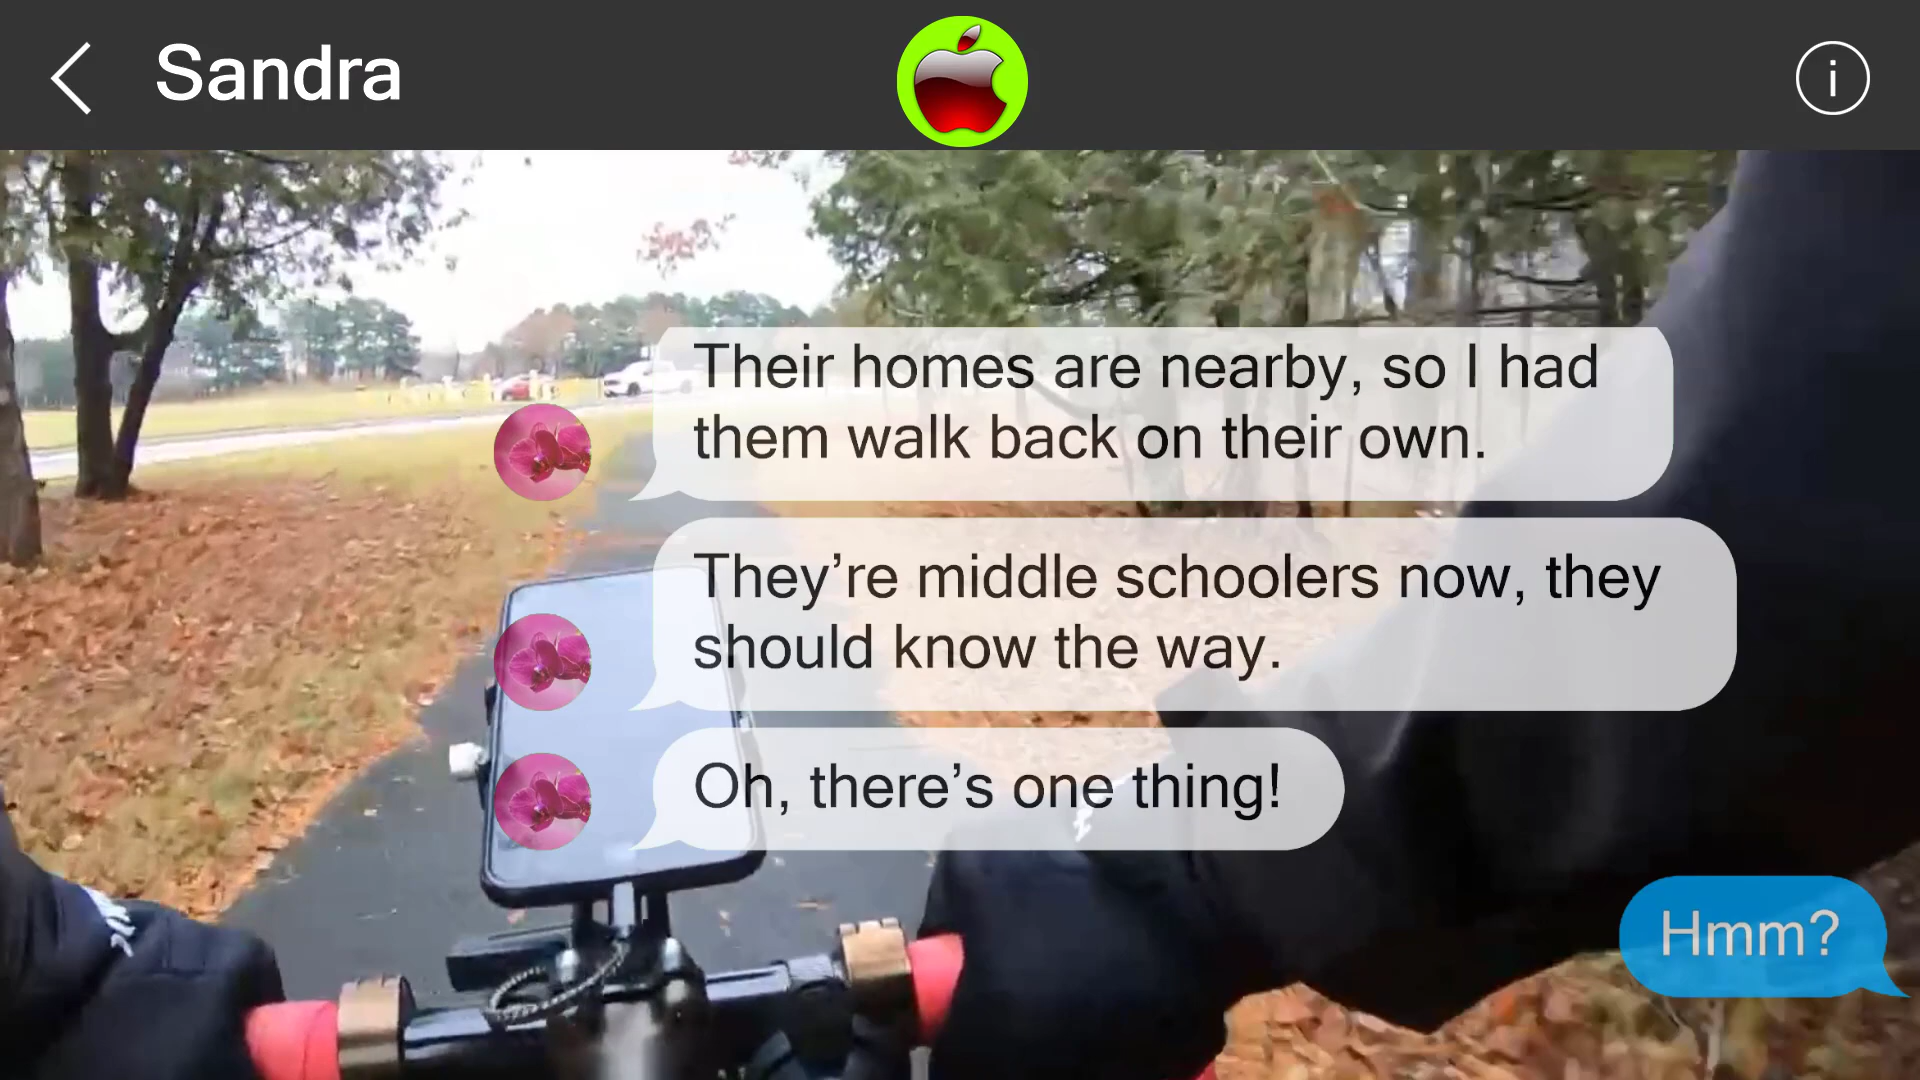 Sandra
i
Their homes are nearby, so I had
them walk back on their own.
They’re middle schoolers now, they
should know the way.
Oh, there’s one thing!
Hmm?